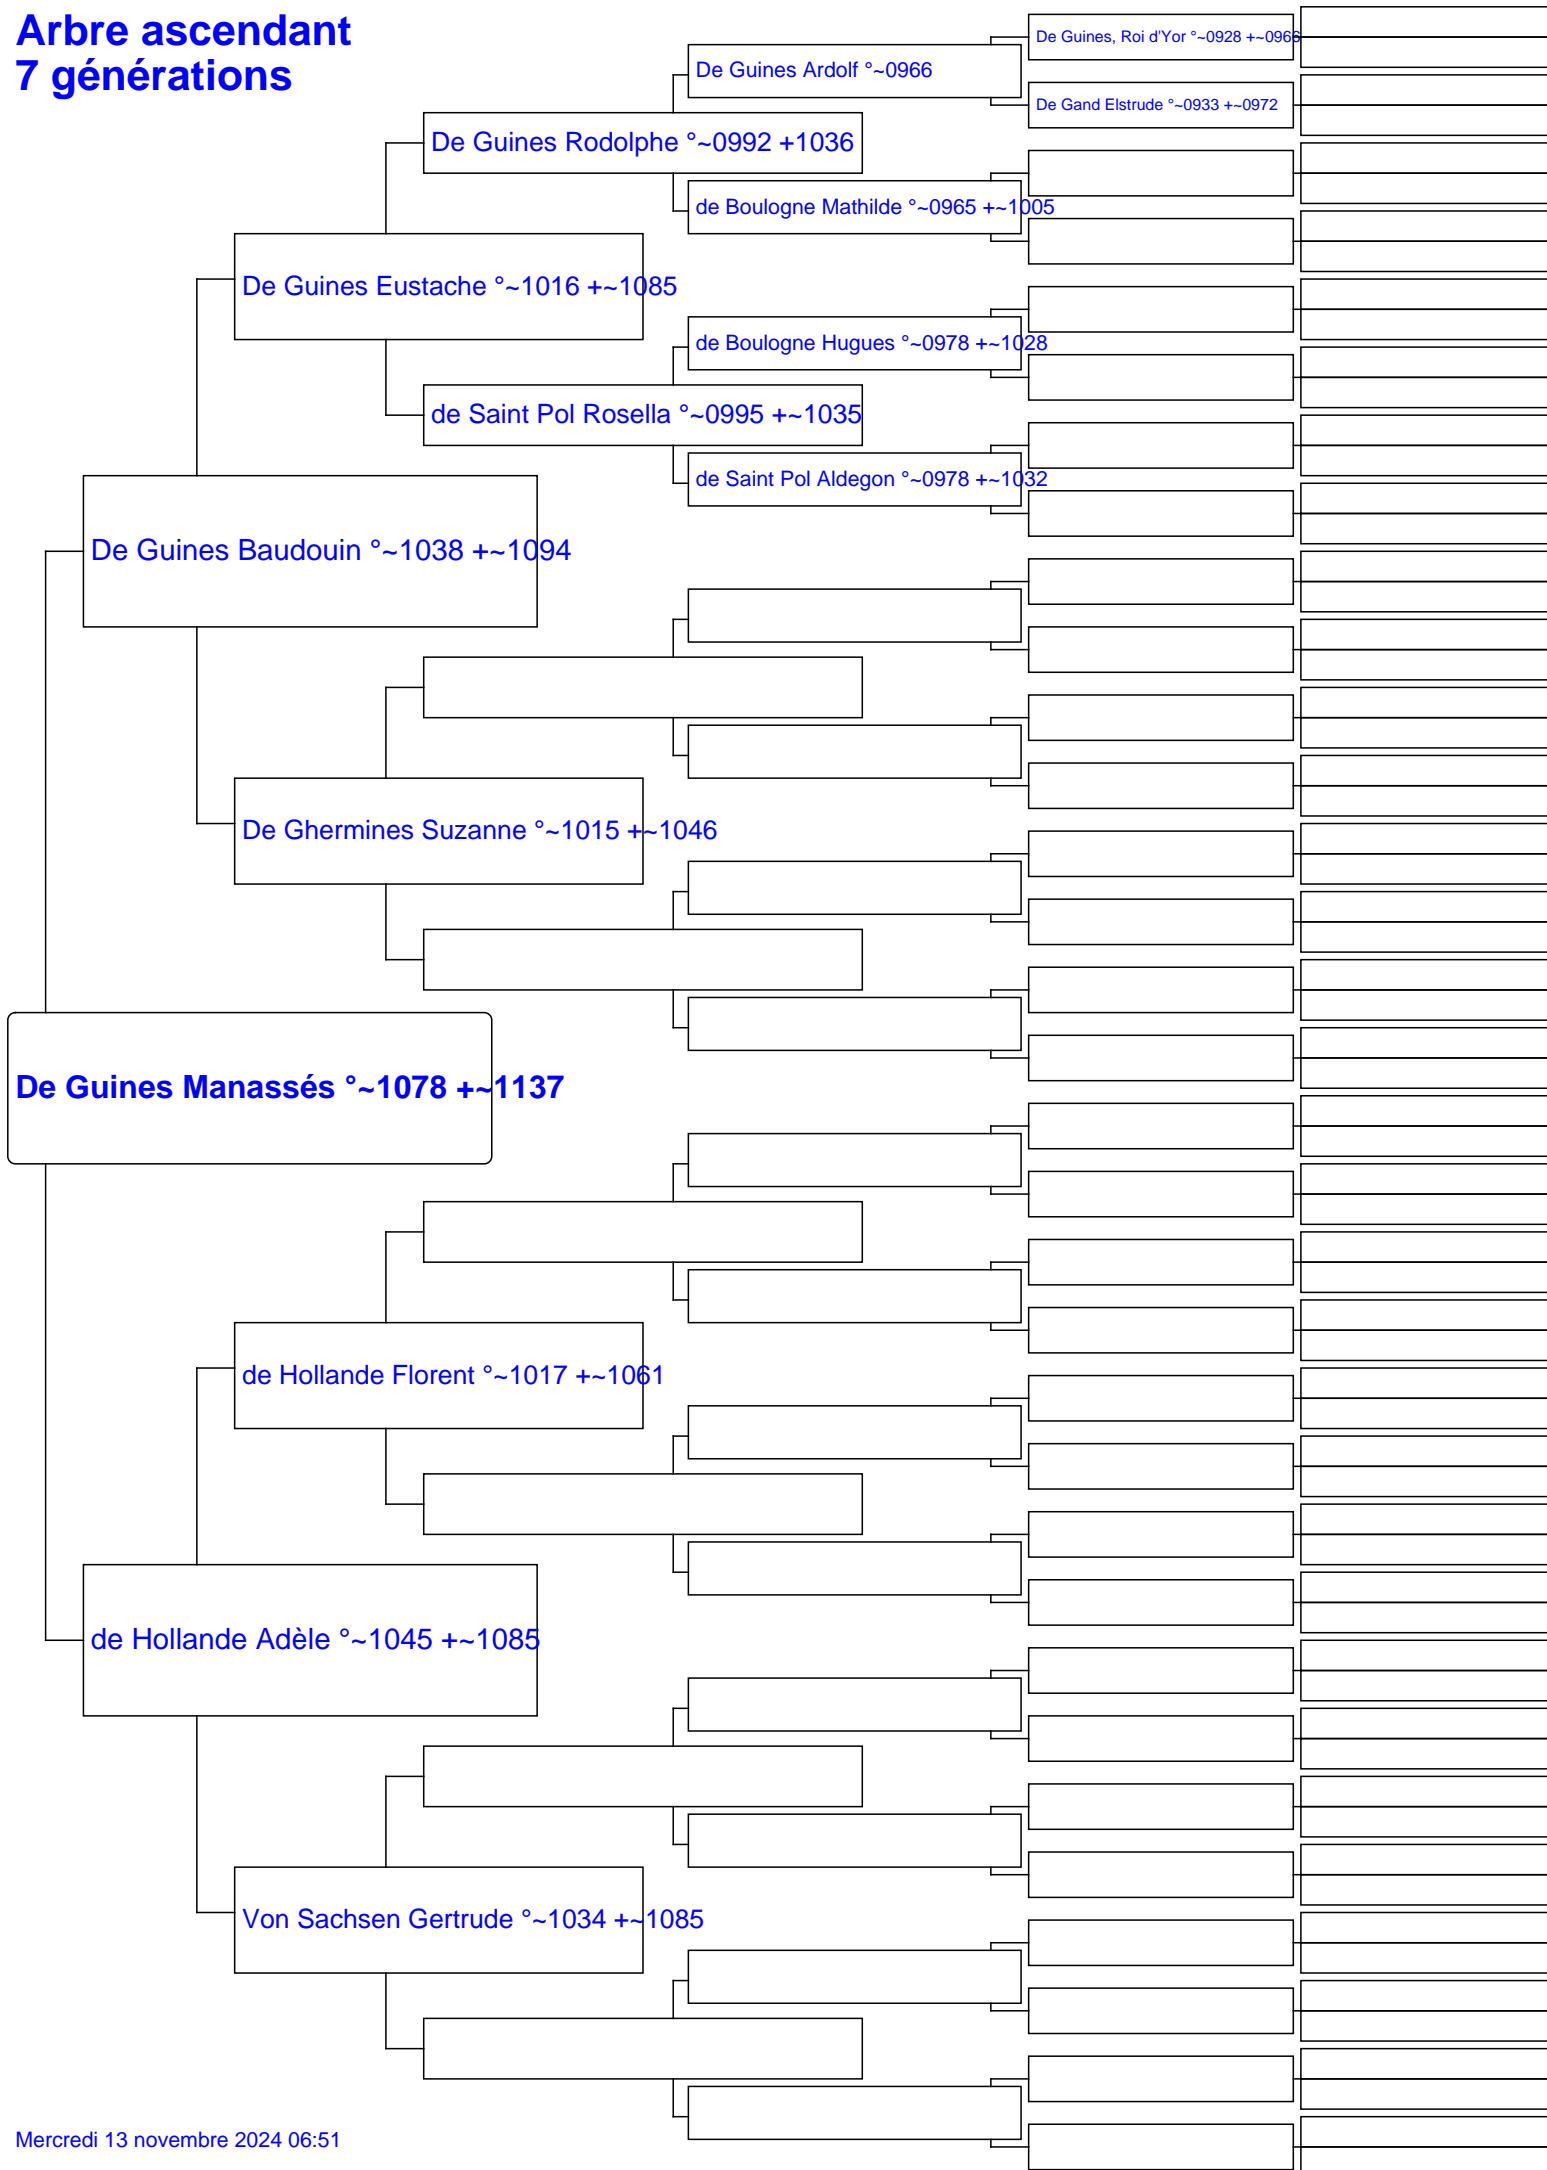 Arbre ascendant
7 générations
De Guines, Roi d'Yor °~0928 +~0966
De Guines Ardolf °~0966
De Gand Elstrude °~0933 +~0972
De Guines Rodolphe °~0992 +1036
de Boulogne Mathilde °~0965 +~1005
De Guines Eustache °~1016 +~1085
de Boulogne Hugues °~0978 +~1028
de Saint Pol Rosella °~0995 +~1035
de Saint Pol Aldegon °~0978 +~1032
De Guines Baudouin °~1038 +~1094
De Ghermines Suzanne °~1015 +~1046
De Guines Manassés °~1078 +~1137
de Hollande Florent °~1017 +~1061
de Hollande Adèle °~1045 +~1085
Von Sachsen Gertrude °~1034 +~1085
Mercredi 13 novembre 2024 06:51